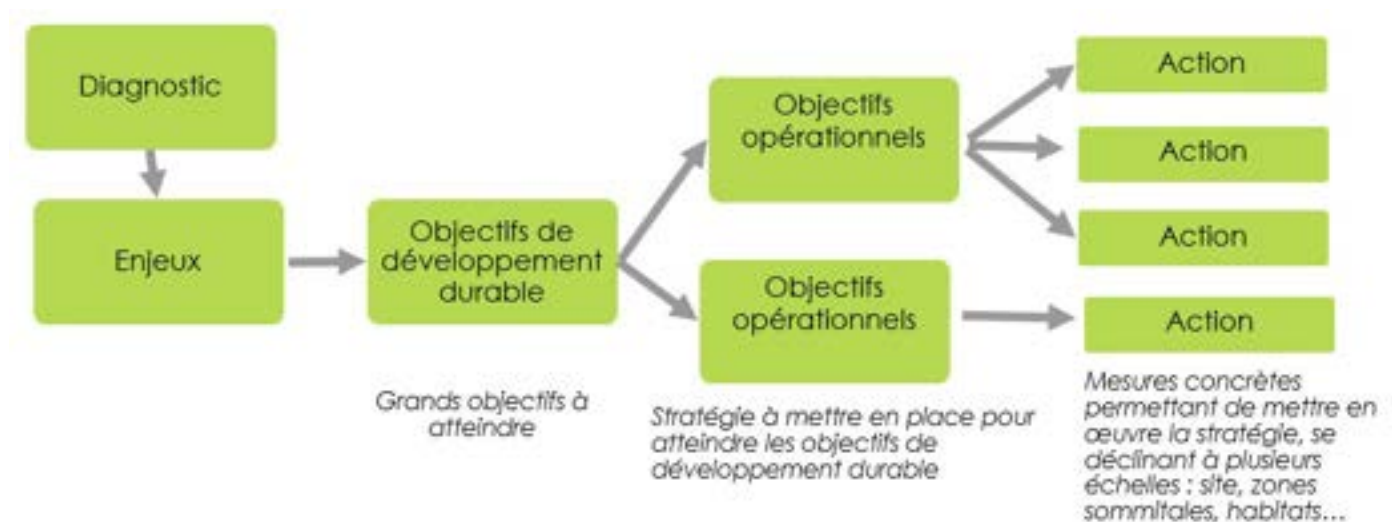 Diagnostic
Enjeux
Objectifs de
développement
durable
Grands objectifs à
atteindre
Objectifs
opérationnels
Objectifs
opérationnels
Stratégie à mettre en place pour
atteindre les objectifs de
développement durable
Action
Action
Action
Action
Mesures concrètes
permettant de mettre en
œuvre la stratégie, se
déclinant à plusieurs
échelles : site, zones
sommitales, habitats...